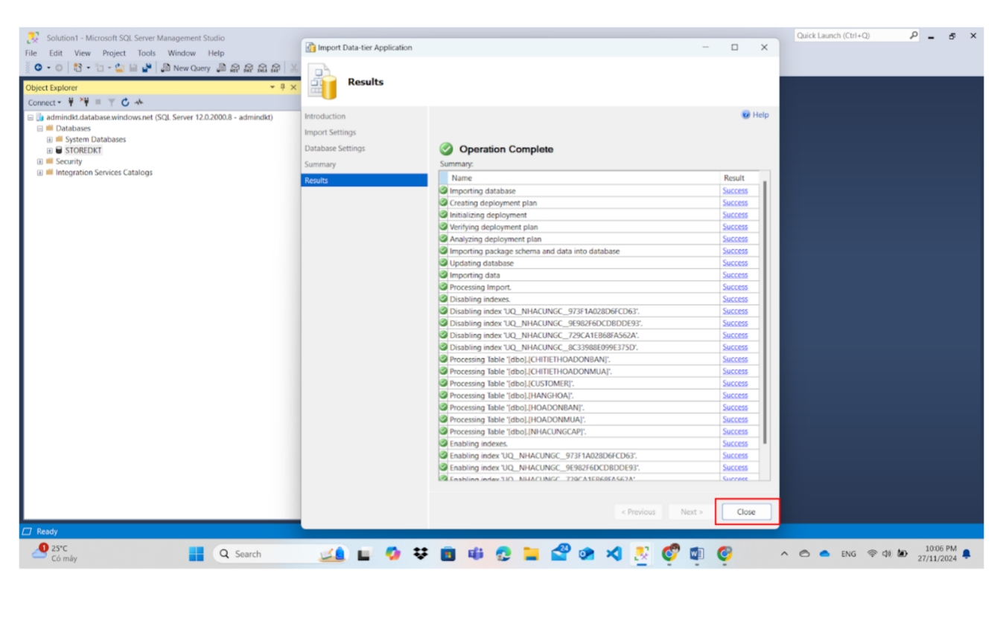 Solution1 - Microsoft SQL Server Management Studio
Quick Launch (Ctrl+Q)
File Edit View Project Tools Window Help
New Query
Object Explorer
Connect
admindkt.database.windows.net (SQL Server 12.0.2000.8 - admindkt)
Databases
System Databases
STOREDKT
Security
Integration Services Catalogs
Ready
Import Data-tier Application
Results
Introduction
Import Settings
Database Settings
Summary
Results
Help
Operation Complete
Summary:
Name Result
Importing database Success
Creating deployment plan Success
Initializing deployment Success
Verifying deployment plan Success
Analyzing deployment plan Success
Importing package schema and data into database Success
Updating database Success
Importing data Success
Processing Import. Success
Disabling indexes. Success
Disabling index 'UQ__NHACUNGC__973F1A028D6FCD63'. Success
Disabling index 'UQ__NHACUNGC__9E982F6DCDBDDE93'. Success
Disabling index 'UQ__NHACUNGC__729CA1EB68FA562A'. Success
Disabling index 'UQ__NHACUNGC__8C33988E099E375D'. Success
Processing Table '[dbo].[CHITIETHOADONBAN]'. Success
Processing Table '[dbo].[CHITIETHOADONMUA]'. Success
Processing Table '[dbo].[CUSTOMER]'. Success
Processing Table '[dbo].[HANGHOA]'. Success
Processing Table '[dbo].[HOADONBAN]'. Success
Processing Table '[dbo].[HOADONMUA]'. Success
Processing Table '[dbo].[NHACUNGCAP]'. Success
Enabling indexes. Success
Enabling index 'UQ__NHACUNGC__973F1A028D6FCD63'. Success
Enabling index 'UQ__NHACUNGC__9E982F6DCDBDDE93'. Success
Enabling index 'UQ__NHACUNGC__729CA1EB68FA562A'. Success
< Previous Next > Close
1
25°C
Có mây
Search
24
ENG
10:06 PM
27/11/2024